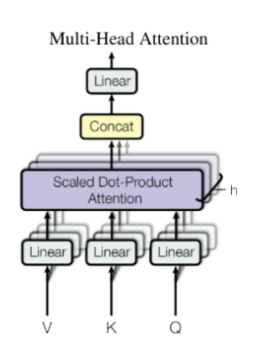 Multi-Head Attention
Linear
Concat
Scaled Dot-Product
Attention
h
Linear Linear Linear
V K Q